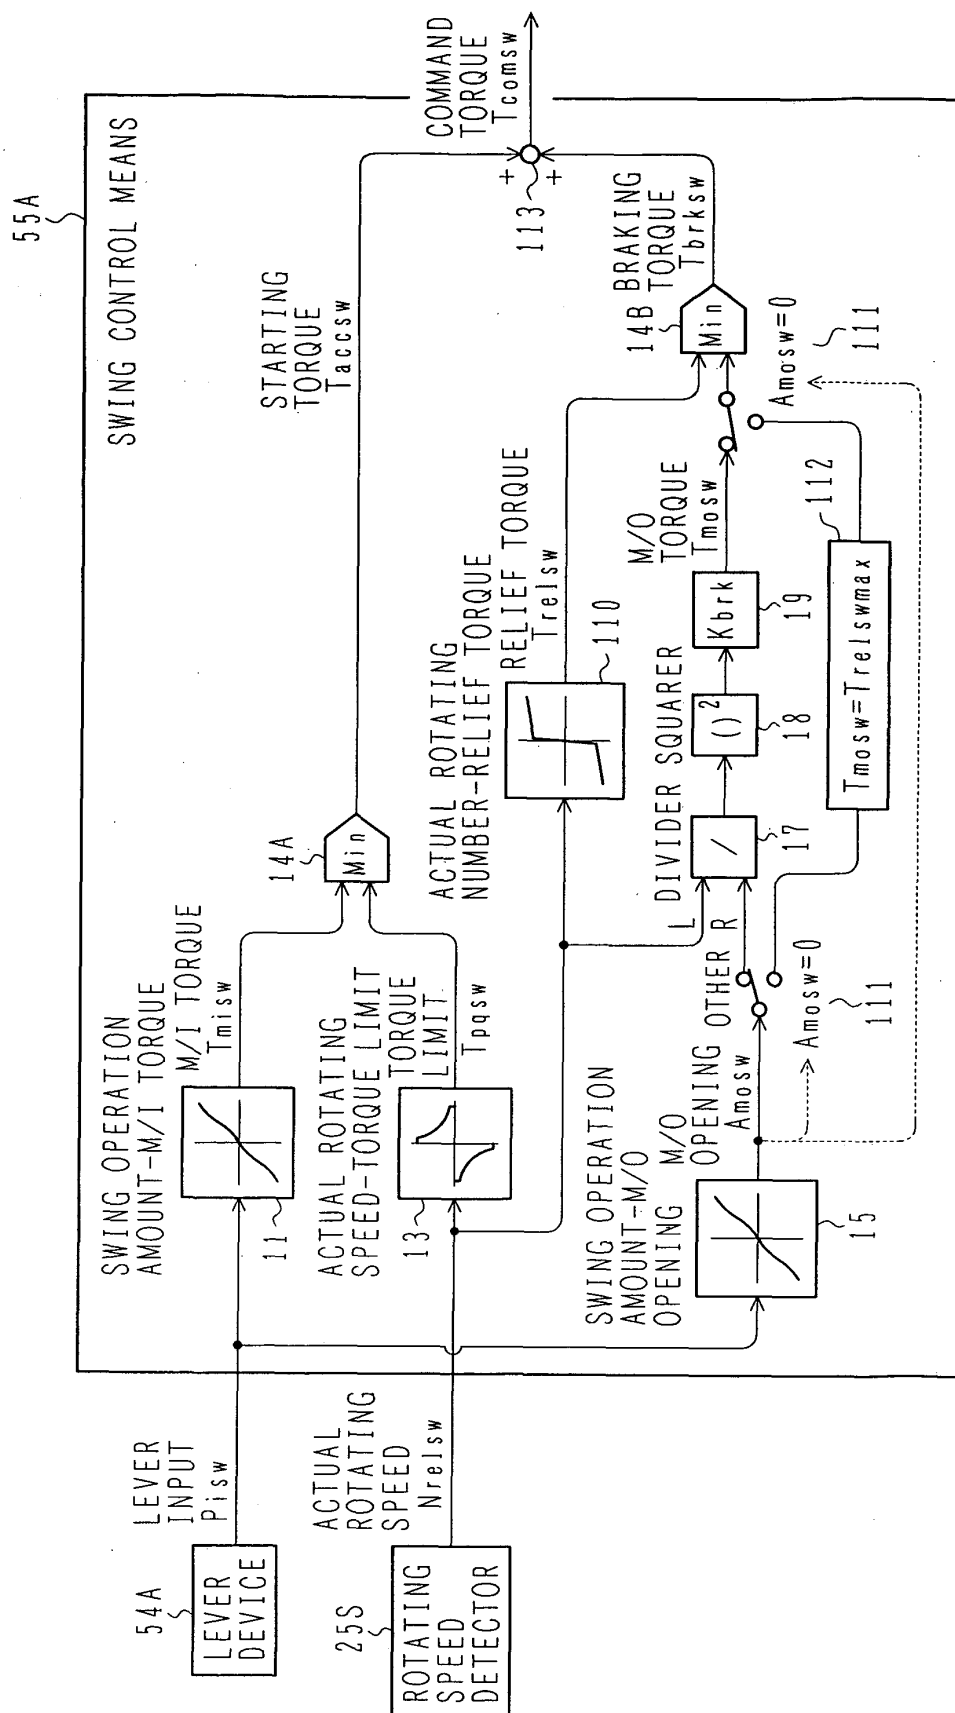 55A
SWING CONTROL MEANS
54A
LEVER
DEVICE
LEVER
INPUT
Pisw
25S
ROTATING
SPEED
DETECTOR
ACTUAL
ROTATING
SPEED
Nrelsw
SWING OPERATION
AMOUNT-M/I TORQUE
M/I TORQUE
Tmisw
11
ACTUAL ROTATING
SPEED-TORQUE LIMIT
TORQUE
LIMIT
Tpqsw
13
14A
Min
STARTING
TORQUE
Taccsw
COMMAND
TORQUE
Tcomsw
+
+
113
ACTUAL ROTATING
NUMBER-RELIEF TORQUE
RELIEF TORQUE
Trelsw
110
SWING OPERATION
AMOUNT-M/O
OPENING
15
M/O
OPENING
Amosw
OTHER
Amosw=0
111
L
R
DIVIDER
/
17
SQUARER
()2
18
Kbrk
19
M/O
TORQUE
Tmosw
Tmosw=Trelswmax
112
Amosw=0
111
14B
Min
BRAKING
TORQUE
Tbrksw